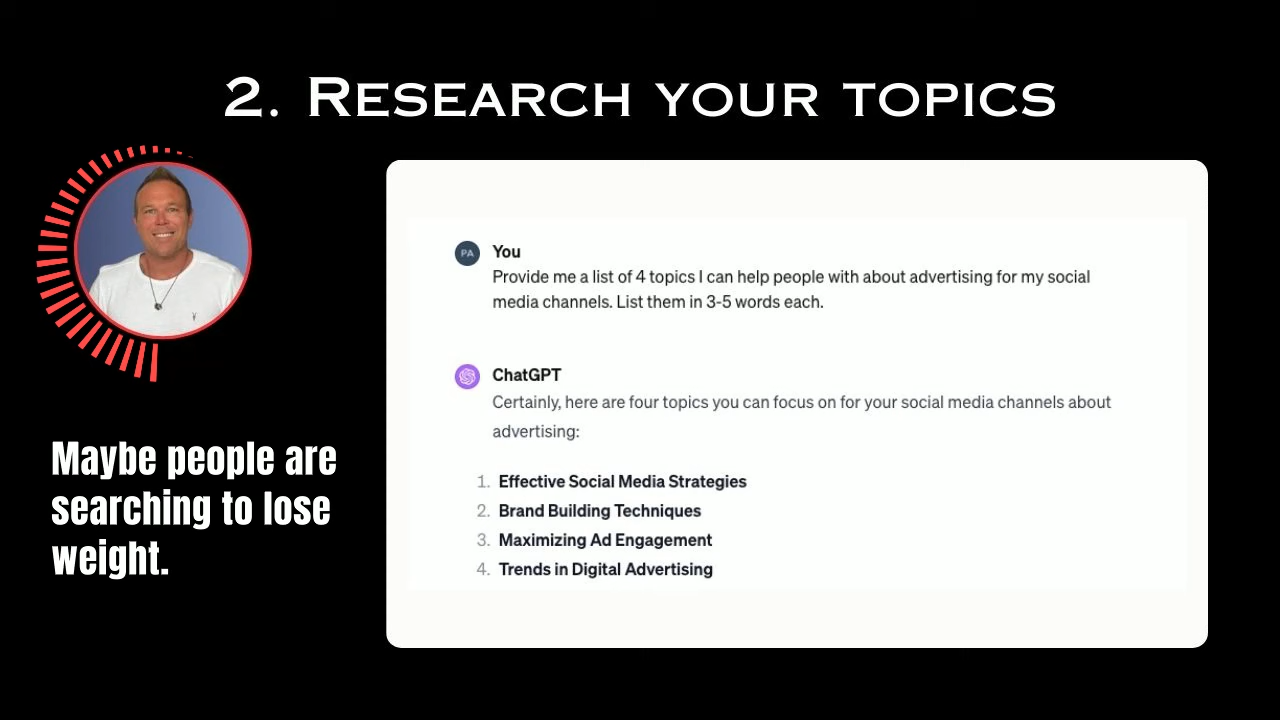 2. Research your topics
Maybe people are
searching to lose
weight.
PA
You
Provide me a list of 4 topics I can help people with about advertising for my social
media channels. List them in 3-5 words each.
ChatGPT
Certainly, here are four topics you can focus on for your social media channels about
advertising:
1. Effective Social Media Strategies
2. Brand Building Techniques
3. Maximizing Ad Engagement
4. Trends in Digital Advertising